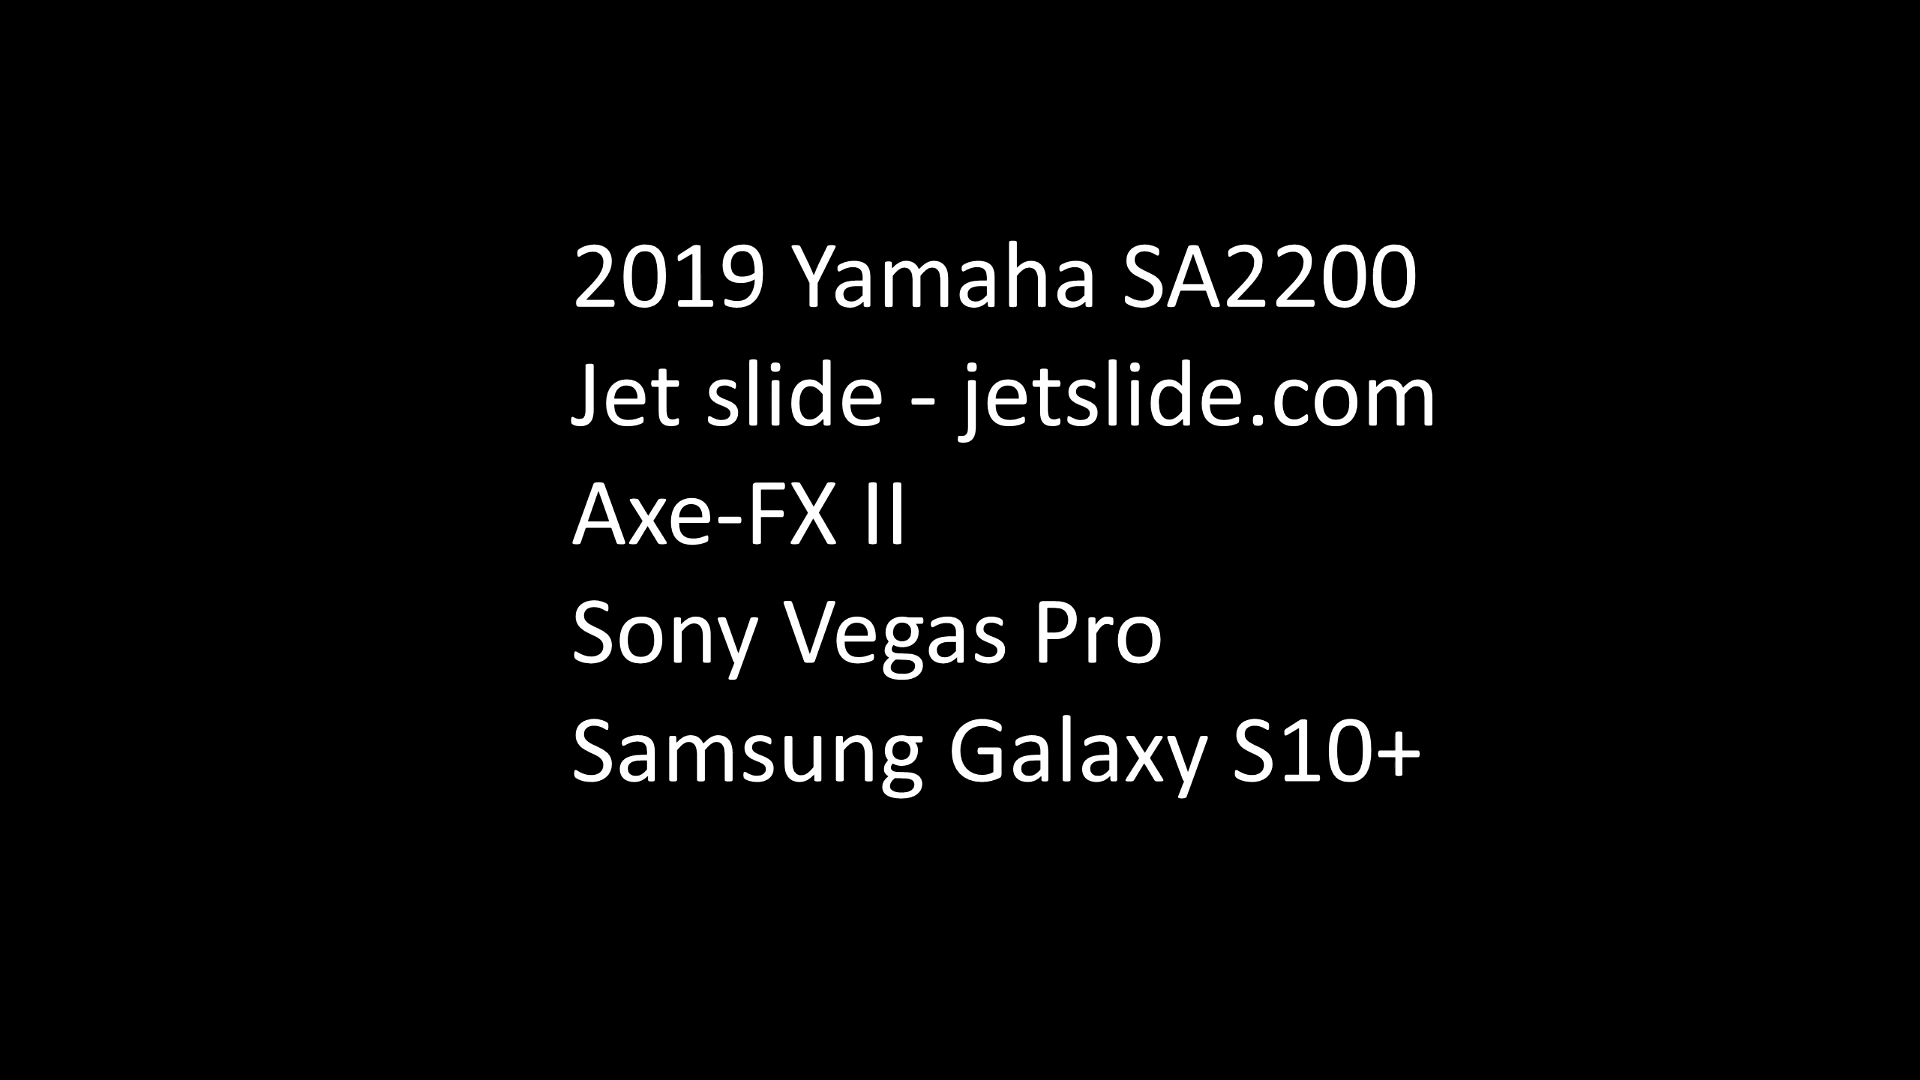 2019 Yamaha SA2200
Jet slide - jetslide.com
Axe-FX II
Sony Vegas Pro
Samsung Galaxy S10+